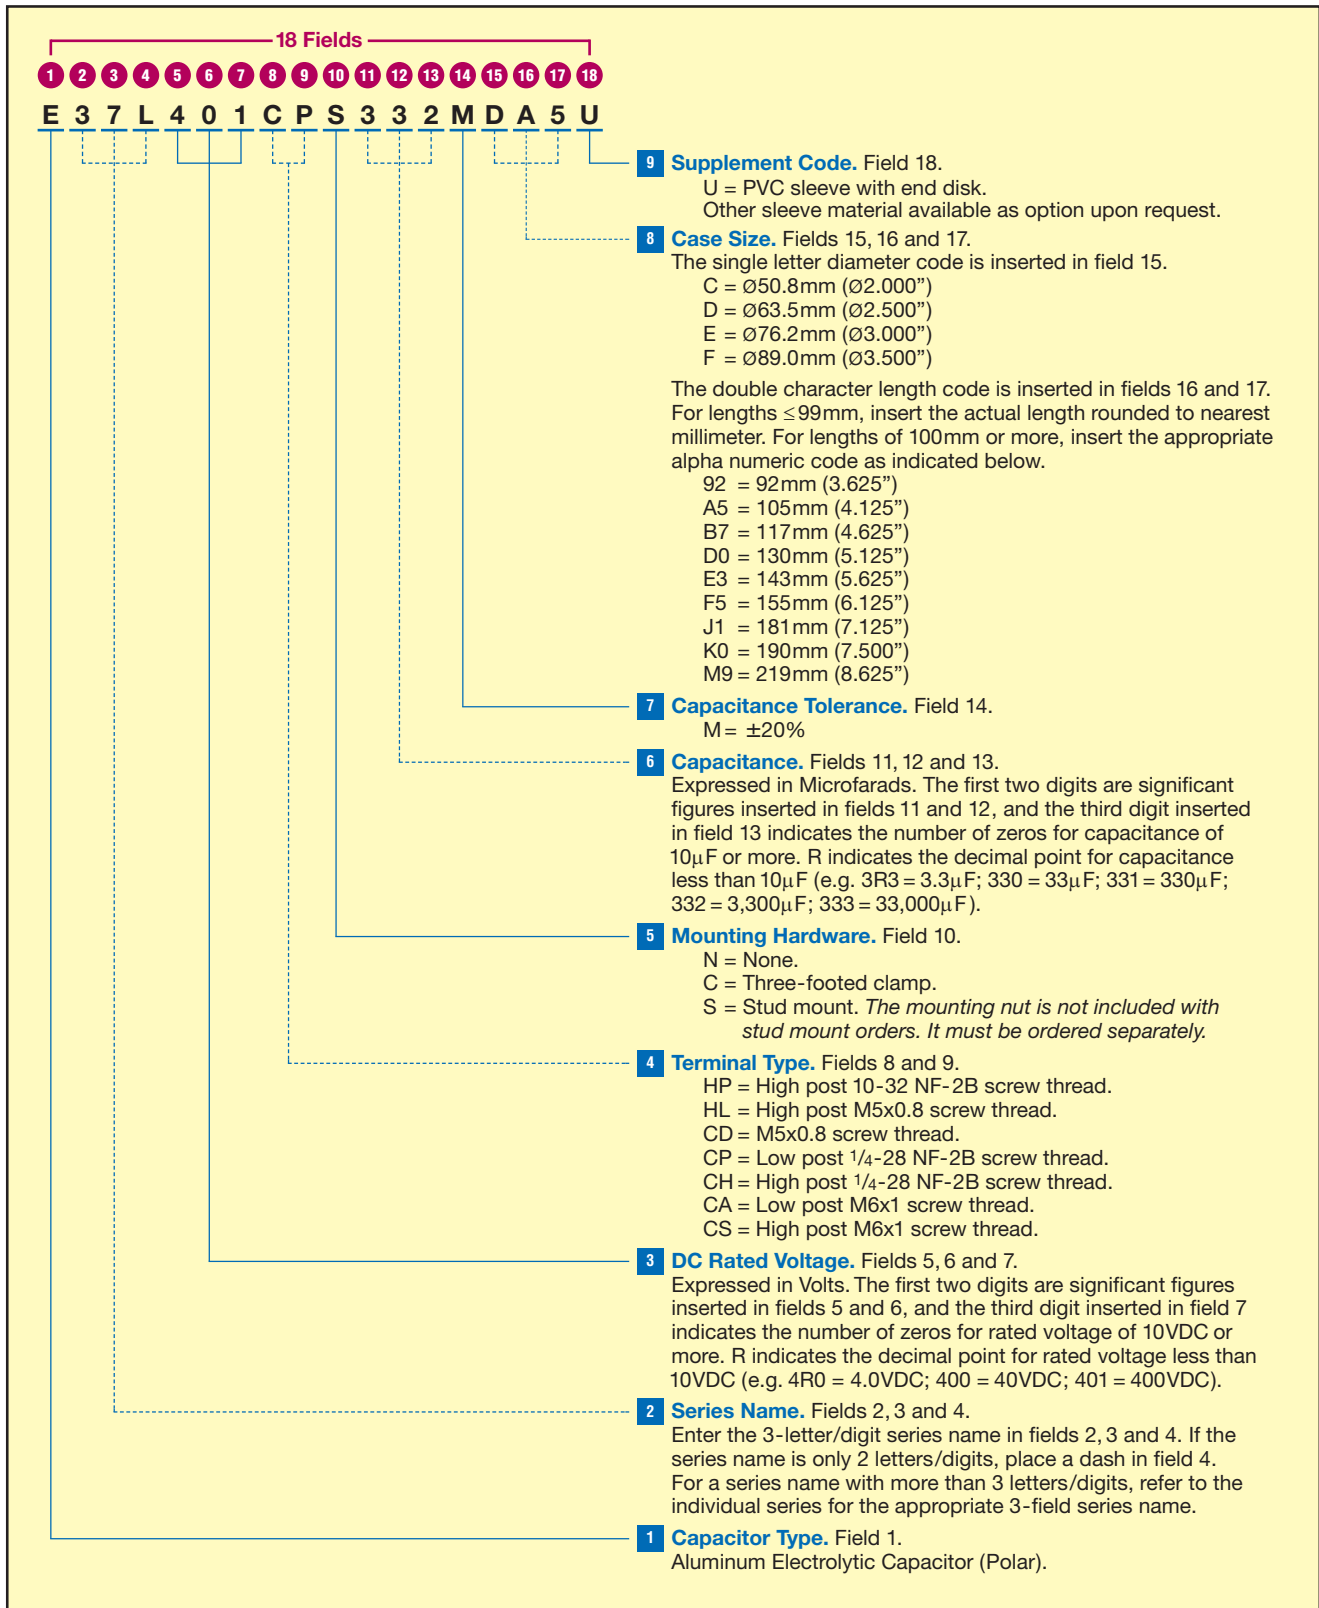 18 Fields
1 2 3 4 5 6 7 8 9 10 11 12 13 14 15 16 17 18
E 3 7 L 4 0 1 C P S 3 3 2 M D A 5 U
9 Supplement Code. Field 18.
U = PVC sleeve with end disk.
Other sleeve material available as option upon request.
8 Case Size. Fields 15, 16 and 17.
The single letter diameter code is inserted in field 15.
C = Ø50.8mm (Ø2.000”)
D = Ø63.5mm (Ø2.500”)
E = Ø76.2mm (Ø3.000”)
F = Ø89.0mm (Ø3.500”)
The double character length code is inserted in fields 16 and 17.
For lengths ≤99mm, insert the actual length rounded to nearest
millimeter. For lengths of 100mm or more, insert the appropriate
alpha numeric code as indicated below.
92 = 92mm (3.625”)
A5 = 105mm (4.125”)
B7 = 117mm (4.625”)
D0 = 130mm (5.125”)
E3 = 143mm (5.625”)
F5 = 155mm (6.125”)
J1 = 181mm (7.125”)
K0 = 190mm (7.500”)
M9 = 219mm (8.625”)
7 Capacitance Tolerance. Field 14.
M = ±20%
6 Capacitance. Fields 11, 12 and 13.
Expressed in Microfarads. The first two digits are significant
figures inserted in fields 11 and 12, and the third digit inserted
in field 13 indicates the number of zeros for capacitance of
10μF or more. R indicates the decimal point for capacitance
less than 10μF (e.g. 3R3 = 3.3μF; 330 = 33μF; 331 = 330μF;
332 = 3,300μF; 333 = 33,000μF).
5 Mounting Hardware. Field 10.
N = None.
C = Three-footed clamp.
S = Stud mount. The mounting nut is not included with
stud mount orders. It must be ordered separately.
4 Terminal Type. Fields 8 and 9.
HP = High post 10-32 NF-2B screw thread.
HL = High post M5x0.8 screw thread.
CD = M5x0.8 screw thread.
CP = Low post 1/4-28 NF-2B screw thread.
CH = High post 1/4-28 NF-2B screw thread.
CA = Low post M6x1 screw thread.
CS = High post M6x1 screw thread.
3 DC Rated Voltage. Fields 5, 6 and 7.
Expressed in Volts. The first two digits are significant figures
inserted in fields 5 and 6, and the third digit inserted in field 7
indicates the number of zeros for rated voltage of 10VDC or
more. R indicates the decimal point for rated voltage less than
10VDC (e.g. 4R0 = 4.0VDC; 400 = 40VDC; 401 = 400VDC).
2 Series Name. Fields 2, 3 and 4.
Enter the 3-letter/digit series name in fields 2, 3 and 4. If the
series name is only 2 letters/digits, place a dash in field 4.
For a series name with more than 3 letters/digits, refer to the
individual series for the appropriate 3-field series name.
1 Capacitor Type. Field 1.
Aluminum Electrolytic Capacitor (Polar).